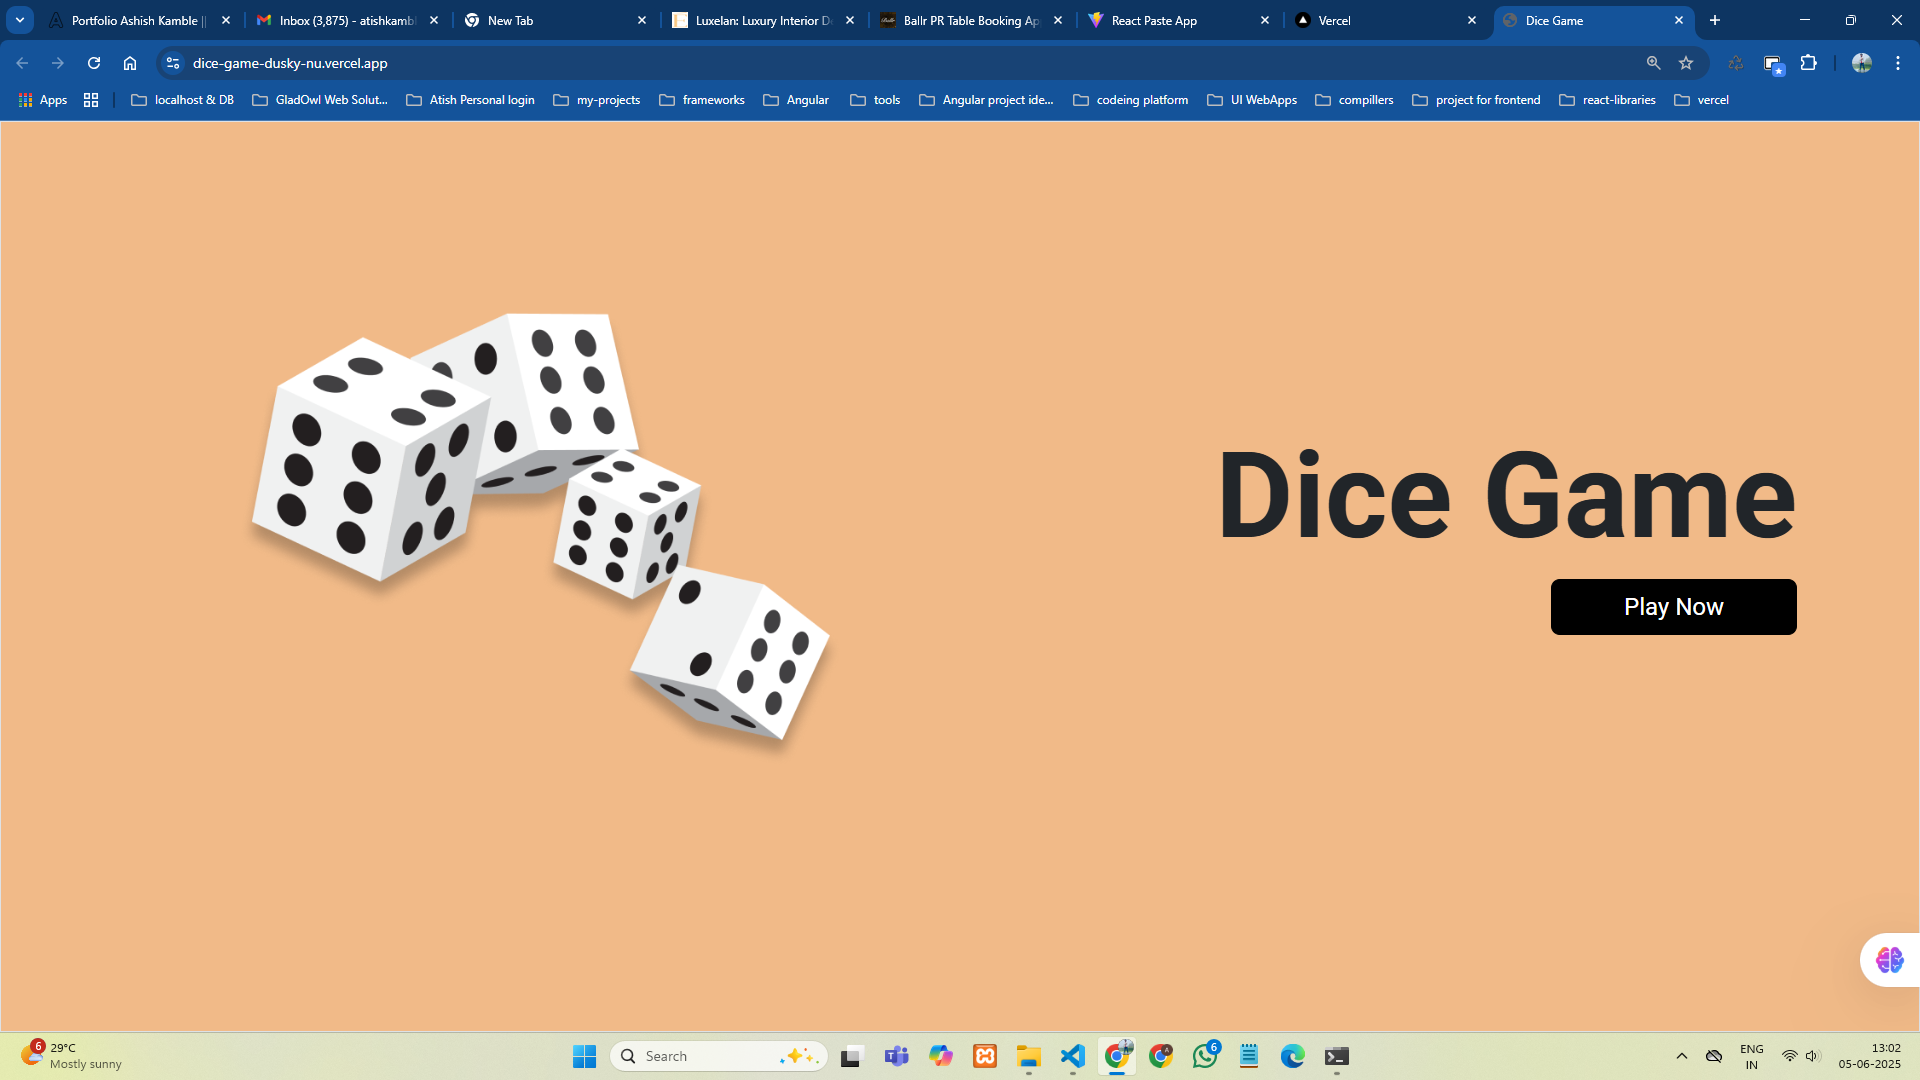 Portfolio Ashish Kamble ||
Inbox (3,875) - atishkambl
New Tab
Luxelan: Luxury Interior De
Ballr PR Table Booking App
React Paste App
Vercel
Dice Game
dice-game-dusky-nu.vercel.app
Apps
localhost & DB
GladOwl Web Solut...
Atish Personal login
my-projects
frameworks
Angular
tools
Angular project ide...
codeing platform
UI WebApps
compillers
project for frontend
react-libraries
vercel
Dice Game
Play Now
6
29°C
Mostly sunny
Search
6
ENG
IN
13:02
05-06-2025